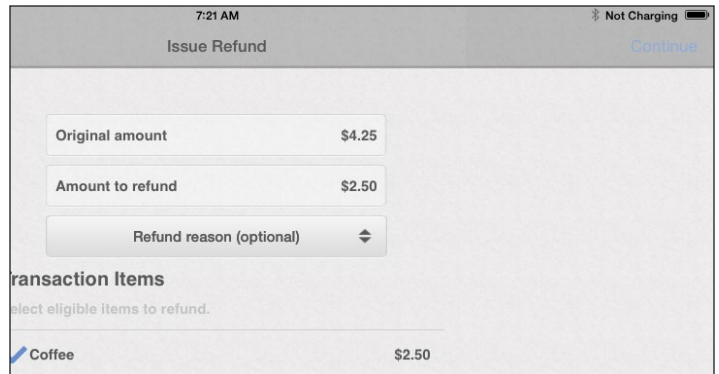 7:21 AM Not Charging
Issue Refund Continue
Original amount $4.25
Amount to refund $2.50
Refund reason (optional)
ransaction Items
elect eligible items to refund.
Coffee $2.50